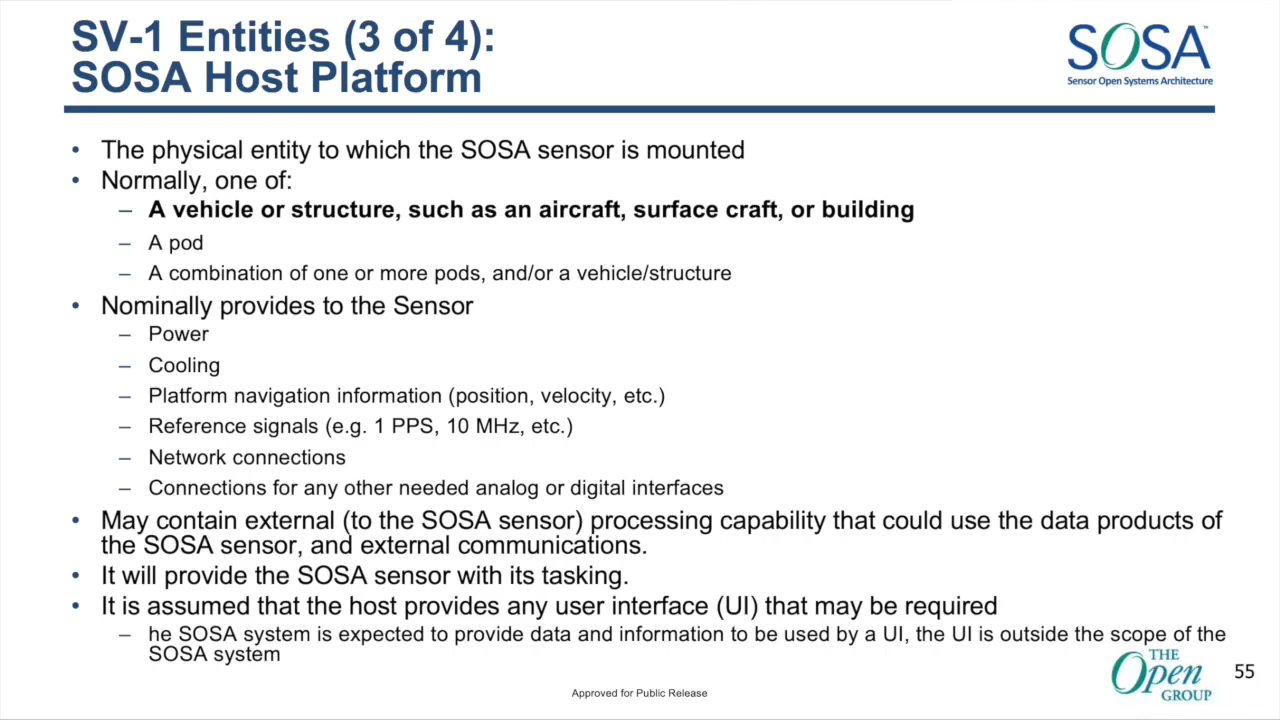 SV-1 Entities (3 of 4):
SOSA Host Platform
SOSA™
Sensor Open Systems Architecture
• The physical entity to which the SOSA sensor is mounted
• Normally, one of:
– A vehicle or structure, such as an aircraft, surface craft, or building
– A pod
– A combination of one or more pods, and/or a vehicle/structure
• Nominally provides to the Sensor
– Power
– Cooling
– Platform navigation information (position, velocity, etc.)
– Reference signals (e.g. 1 PPS, 10 MHz, etc.)
– Network connections
– Connections for any other needed analog or digital interfaces
• May contain external (to the SOSA sensor) processing capability that could use the data products of
the SOSA sensor, and external communications.
• It will provide the SOSA sensor with its tasking.
• It is assumed that the host provides any user interface (UI) that may be required
– he SOSA system is expected to provide data and information to be used by a UI, the UI is outside the scope of the
SOSA system
THE
Open
GROUP
55
Approved for Public Release